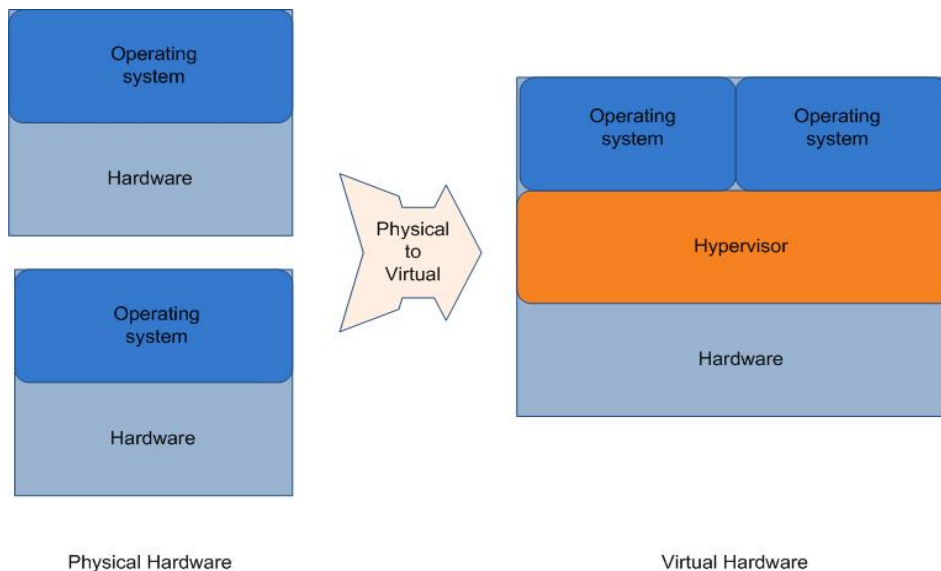 Operating
system
Hardware
Operating
system
Hardware
Physical
to
Virtual
Operating
system
Operating
system
Hypervisor
Hardware
Physical Hardware
Virtual Hardware